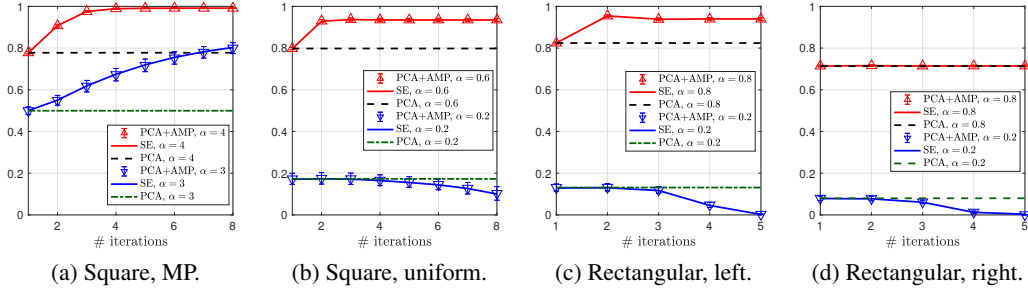 1
0.8
0.6
0.4
0.2
0
2
4
6
8
# iterations
PCA+AMP, α = 4
SE, α = 4
PCA, α = 4
PCA+AMP, α = 3
SE, α = 3
PCA, α = 3
(a) Square, MP.
1
0.8
0.6
0.4
0.2
0
2
4
6
8
# iterations
PCA+AMP, α = 0.6
SE, α = 0.6
PCA, α = 0.6
PCA+AMP, α = 0.2
SE, α = 0.2
PCA, α = 0.2
(b) Square, uniform.
1
0.8
0.6
0.4
0.2
0
1
2
3
4
5
# iterations
PCA+AMP, α = 0.8
SE, α = 0.8
PCA, α = 0.8
PCA+AMP, α = 0.2
SE, α = 0.2
PCA, α = 0.2
(c) Rectangular, left.
1
0.8
0.6
0.4
0.2
0
1
2
3
4
5
# iterations
PCA+AMP, α = 0.8
SE, α = 0.8
PCA, α = 0.8
PCA+AMP, α = 0.2
SE, α = 0.2
PCA, α = 0.2
(d) Rectangular, right.